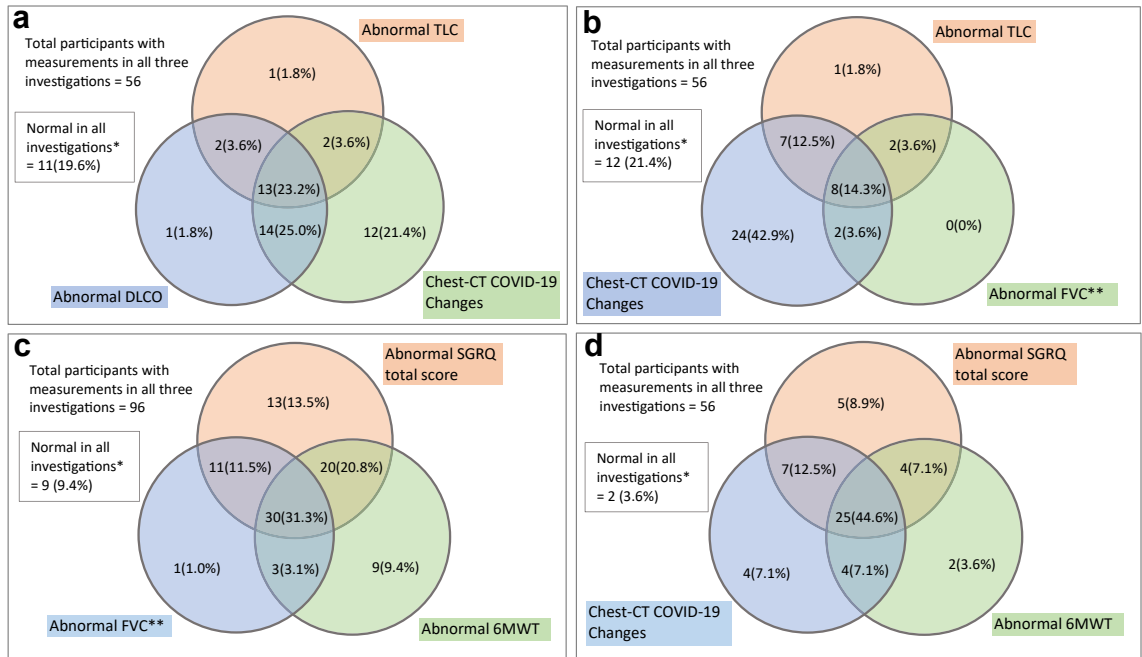 a
Total participants with
measurements in all three
investigations = 56
Abnormal TLC
1(1.8%)
Normal in all
investigations*
= 11(19.6%)
2(3.6%)
2(3.6%)
13(23.2%)
1(1.8%)
14(25.0%)
12(21.4%)
Abnormal DLCO
Chest-CT COVID-19
Changes
b
Total participants with
measurements in all three
investigations = 56
Abnormal TLC
1(1.8%)
Normal in all
investigations*
= 12 (21.4%)
7(12.5%)
2(3.6%)
8(14.3%)
24(42.9%)
2(3.6%)
0(0%)
Chest-CT COVID-19
Changes
Abnormal FVC**
c
Total participants with
measurements in all three
investigations = 96
Abnormal SGRQ
total score
13(13.5%)
Normal in all
investigations*
= 9 (9.4%)
11(11.5%)
20(20.8%)
30(31.3%)
1(1.0%)
3(3.1%)
9(9.4%)
Abnormal FVC**
Abnormal 6MWT
d
Total participants with
measurements in all three
investigations = 56
Abnormal SGRQ
total score
5(8.9%)
Normal in all
investigations*
= 2 (3.6%)
7(12.5%)
4(7.1%)
25(44.6%)
4(7.1%)
4(7.1%)
2(3.6%)
Chest-CT COVID-19
Changes
Abnormal 6MWT